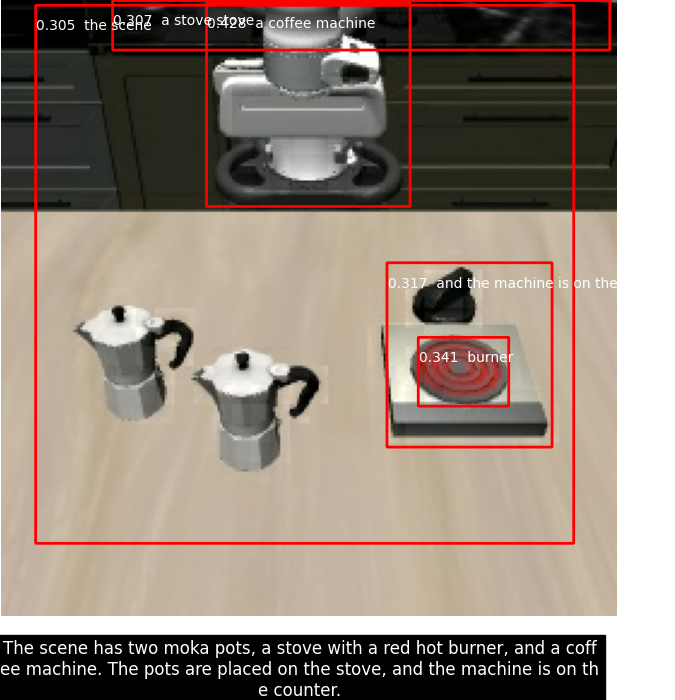 0.305 the scene
0.307 a stove stove
0.428 a coffee machine
0.317 and the machine is on the
0.341 burner
The scene has two moka pots, a stove with a red hot burner, and a coff
ee machine. The pots are placed on the stove, and the machine is on th
e counter.